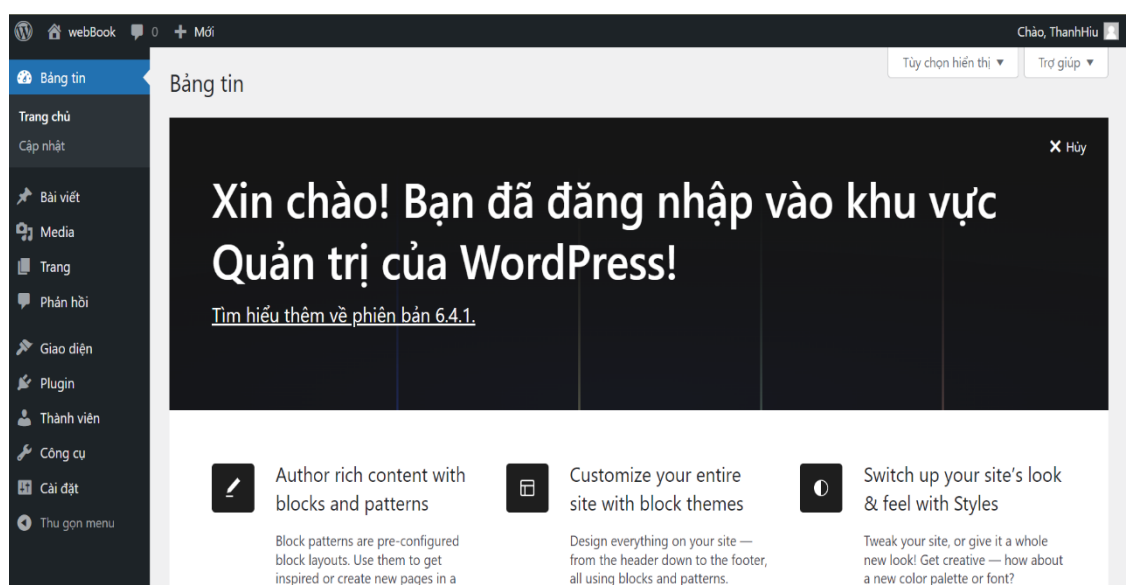 webBook 0 + Mới Chào, ThanhHiu
Bảng tin
Trang chủ
Cập nhật
Bài viết
Media
Trang
Phản hồi
Giao diện
Plugin
Thành viên
Công cụ
Cài đặt
Thu gọn menu
Tùy chọn hiển thị ▼ Trợ giúp ▼
Bảng tin
Hủy
Xin chào! Bạn đã đăng nhập vào khu vực
Quản trị của WordPress!
Tìm hiểu thêm về phiên bản 6.4.1.
Author rich content with
blocks and patterns
Block patterns are pre-configured
block layouts. Use them to get
inspired or create new pages in a
Customize your entire
site with block themes
Design everything on your site —
from the header down to the footer,
all using blocks and patterns.
Switch up your site's look
& feel with Styles
Tweak your site, or give it a whole
new look! Get creative — how about
a new color palette or font?